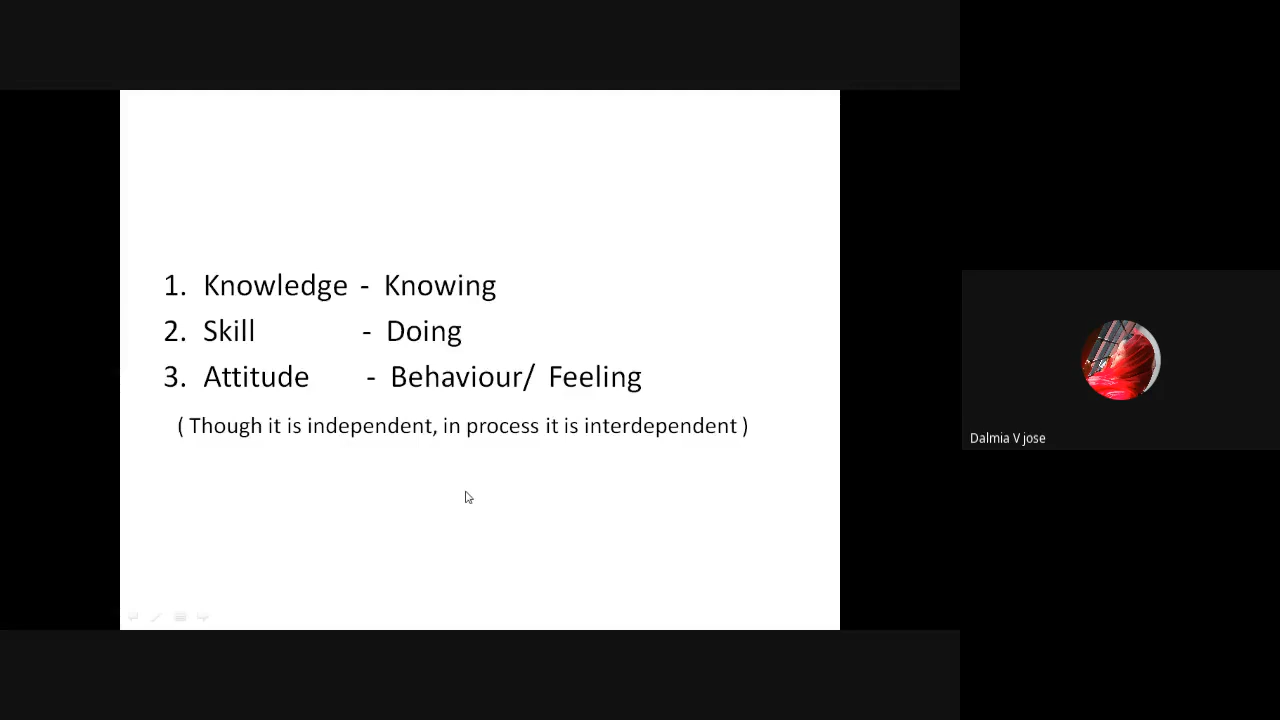 1. Knowledge - Knowing
2. Skill - Doing
3. Attitude - Behaviour/ Feeling
( Though it is independent, in process it is interdependent )
Dalmia V jose